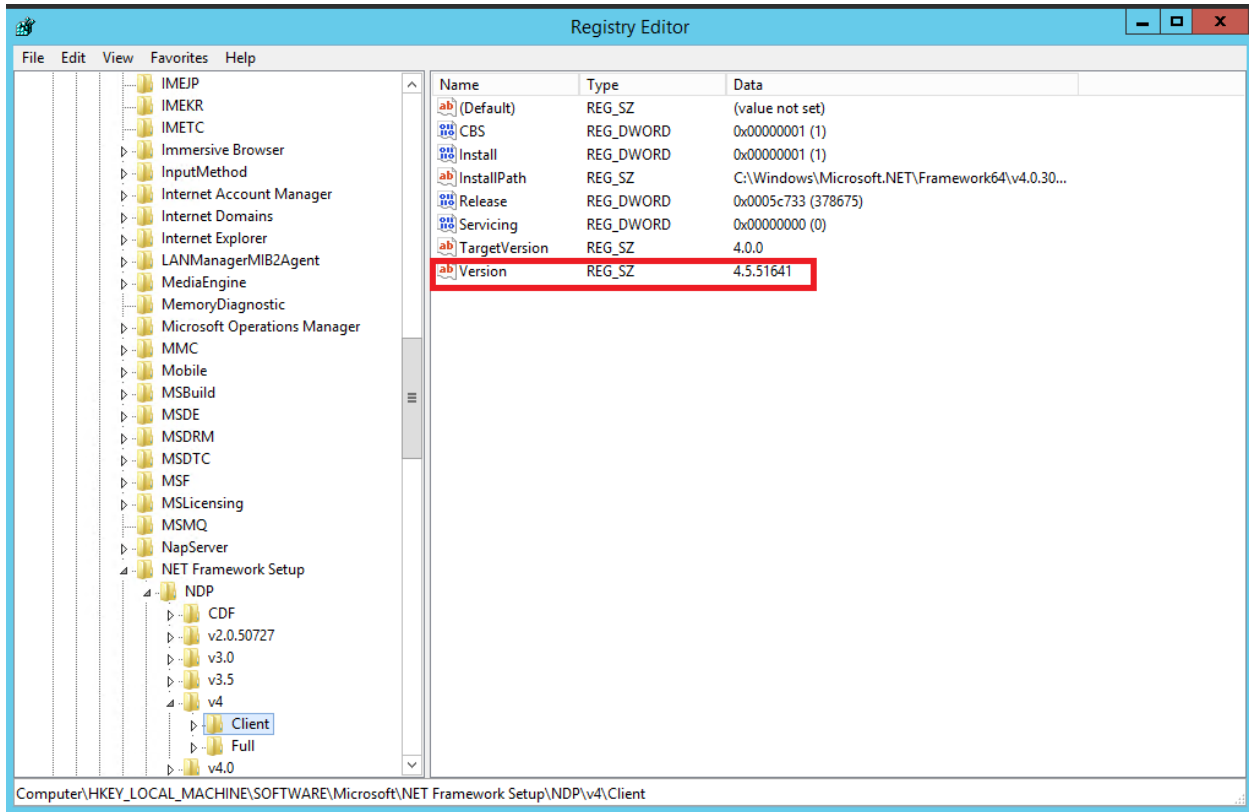 Registry Editor
File Edit View Favorites Help
IMEJP
IMEKR
IMETC
Immersive Browser
InputMethod
Internet Account Manager
Internet Domains
Internet Explorer
LANManagerMIB2Agent
MediaEngine
MemoryDiagnostic
Microsoft Operations Manager
MMC
Mobile
MSBuild
MSDE
MSDRM
MSDTC
MSF
MSLicensing
MSMQ
NapServer
NET Framework Setup
NDP
CDF
v2.0.50727
v3.0
v3.5
v4
Client
Full
v4.0
Name Type Data
(Default) REG_SZ (value not set)
CBS REG_DWORD 0x00000001 (1)
Install REG_DWORD 0x00000001 (1)
InstallPath REG_SZ C:\Windows\Microsoft.NET\Framework64\v4.0.30...
Release REG_DWORD 0x0005c733 (378675)
Servicing REG_DWORD 0x00000000 (0)
TargetVersion REG_SZ 4.0.0
Version REG_SZ 4.5.51641
Computer\HKEY_LOCAL_MACHINE\SOFTWARE\Microsoft\NET Framework Setup\NDP\v4\Client